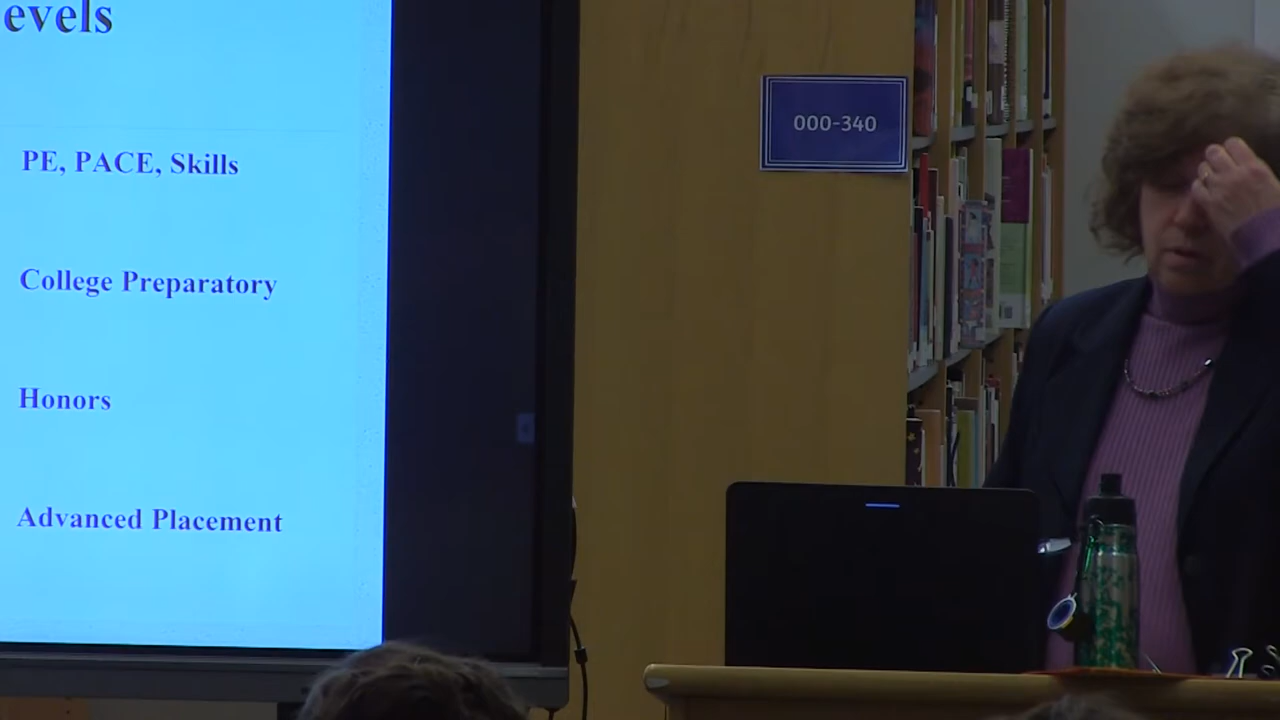 evels
PE, PACE, Skills
College Preparatory
Honors
Advanced Placement
000-340